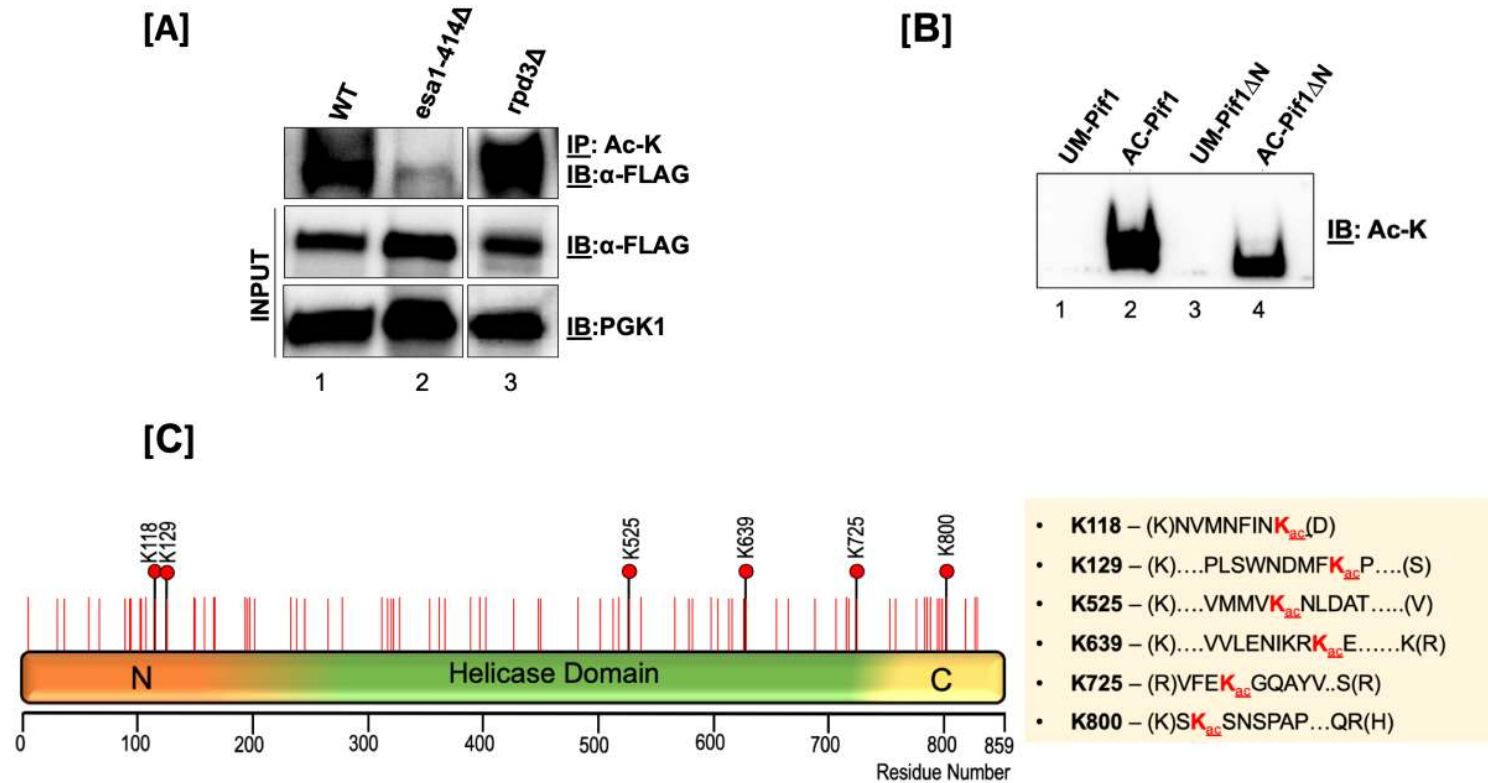 [A]
WT
esa1-414Δ
rpd3Δ
IP: Ac-K
IB:α-FLAG
INPUT
IB:α-FLAG
IB:PGK1
1 2 3
[B]
UM-Pif1
AC-Pif1
UM-Pif1ΔN
AC-Pif1ΔN
IB: Ac-K
1 2 3 4
[C]
K118
K129
K525
K639
K725
K800
N Helicase Domain C
0 100 200 300 400 500 600 700 800 859
Residue Number
• K118 – (K)NVMNFINKac(D)
• K129 – (K)....PLSWNDMFKacP....(S)
• K525 – (K)....VMMVKacNLDAT.....(V)
• K639 – (K)....VVLENIKRKacE......K(R)
• K725 – (R)VFEKacGQAYV..S(R)
• K800 – (K)SKacSNSPAP...QR(H)